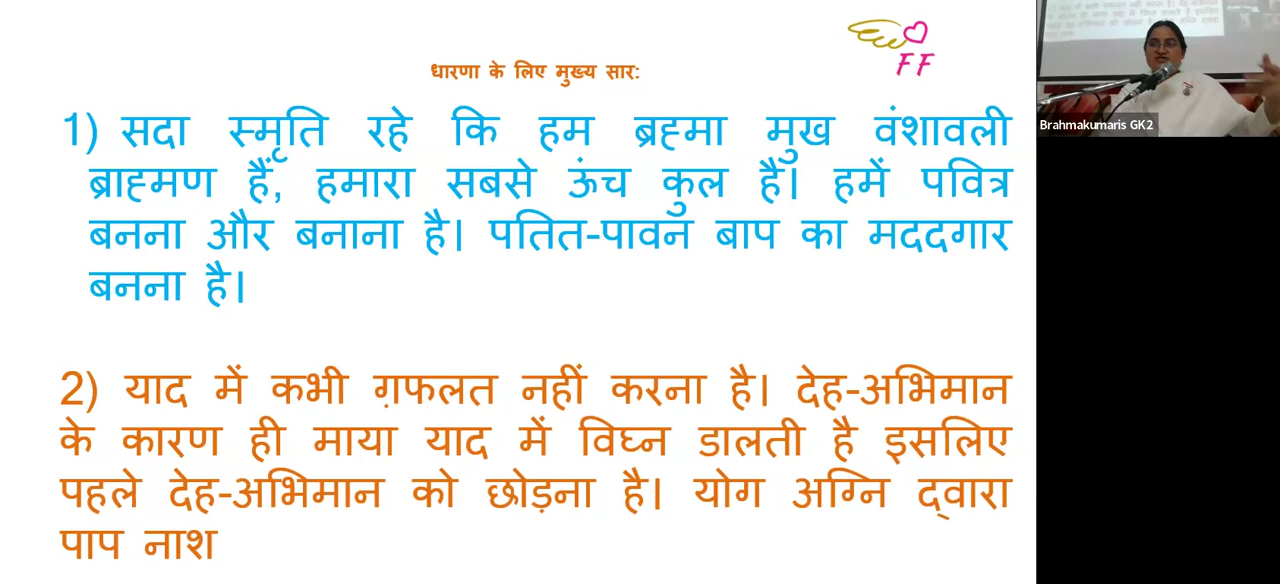 धारणा के लिए मुख्य सार:
FF
1) सदा स्मृति रहे कि हम ब्रह्मा मुख वंशावली
ब्राह्मण हैं, हमारा सबसे ऊंच कुल है। हमें पवित्र
बनना और बनाना है। पतित-पावन बाप का मददगार
बनना है।
2) याद में कभी ग़फलत नहीं करना है। देह-अभिमान
के कारण ही माया याद में विघ्न डालती है इसलिए
पहले देह-अभिमान को छोड़ना है। योग अग्नि द्वारा
पाप नाश
Brahmakumaris GK2